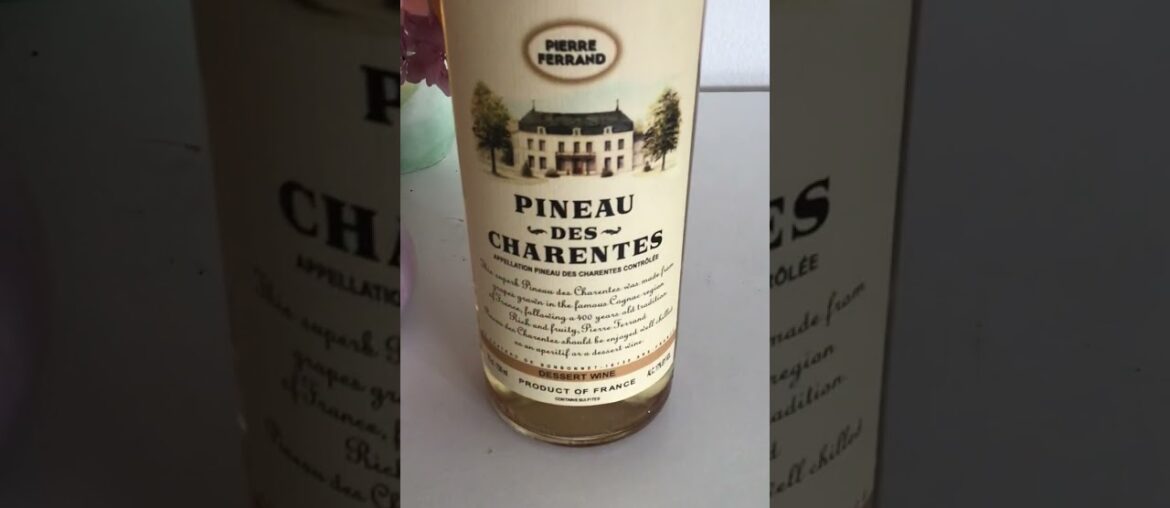 PIERRE
FERRAND
PINEAU
DES
CHARENTES
APPELLATION PINEAU DES CHARENTES CONTRÔLÉE
This superb Pineau des Charentes was made from
grapes grown in the famous Cognac region
of France, following a 400 years old tradition
Rich and fruity, Pierre Ferrand
Pineau des Charentes should be enjoyed well chilled
as an aperitif or a dessert wine.
DESSERT WINE
PRODUCT OF FRANCE
CONTAINS SULFITES